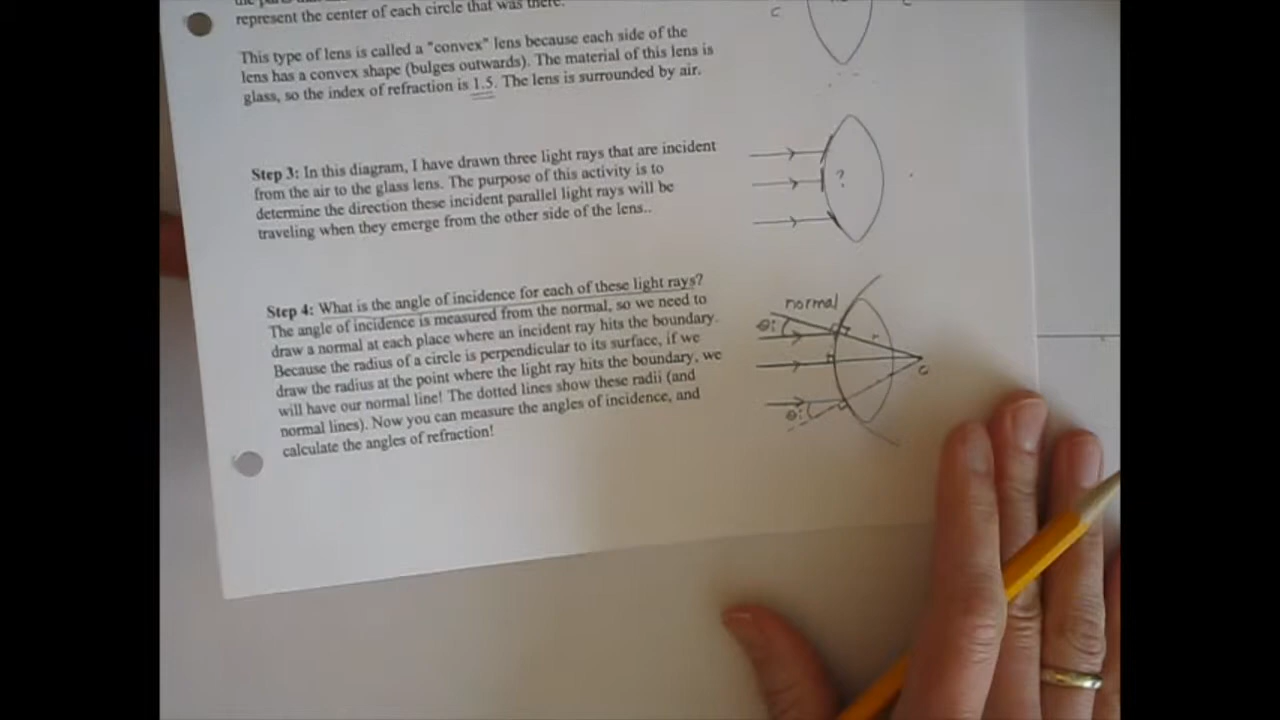 represent the center of each circle that was there.
c
This type of lens is called a "convex" lens because each side of the
lens has a convex shape (bulges outwards). The material of this lens is
glass, so the index of refraction is 1.5. The lens is surrounded by air.
Step 3: In this diagram, I have drawn three light rays that are incident
from the air to the glass lens. The purpose of this activity is to
determine the direction these incident parallel light rays will be
traveling when they emerge from the other side of the lens..
?
Step 4: What is the angle of incidence for each of these light rays?
The angle of incidence is measured from the normal, so we need to
draw a normal at each place where an incident ray hits the boundary.
Because the radius of a circle is perpendicular to its surface, if we
draw the radius at the point where the light ray hits the boundary, we
will have our normal line! The dotted lines show these radii (and
normal lines). Now you can measure the angles of incidence, and
calculate the angles of refraction!
normal
θi
r
C
θi